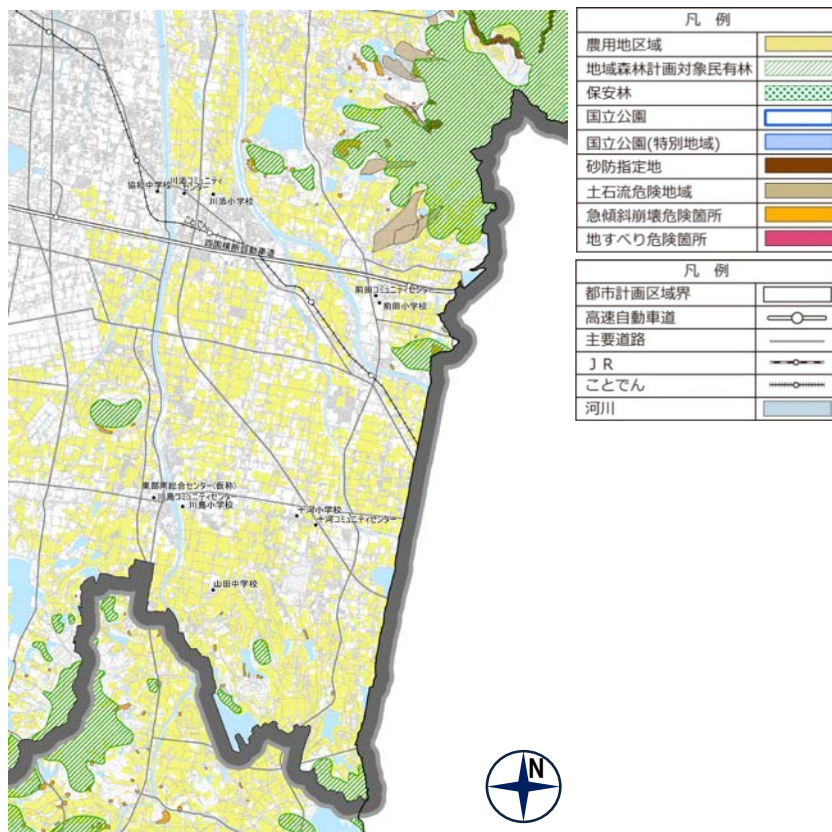 川添コミュニティ
センター
協和中学校
川添小学校
四国横断自動車道
前田コミュニティセンター
前田小学校
東部南総合センター(仮称)
川島コミュニティセンター
川島小学校
十河小学校
十河コミュニティセンター
山田中学校
N
凡 例
農用地区域
地域森林計画対象民有林
保安林
国立公園
国立公園(特別地域)
砂防指定地
土石流危険地域
急傾斜崩壊危険箇所
地すべり危険箇所
凡 例
都市計画区域界
高速自動車道
主要道路
ＪＲ
ことでん
河川